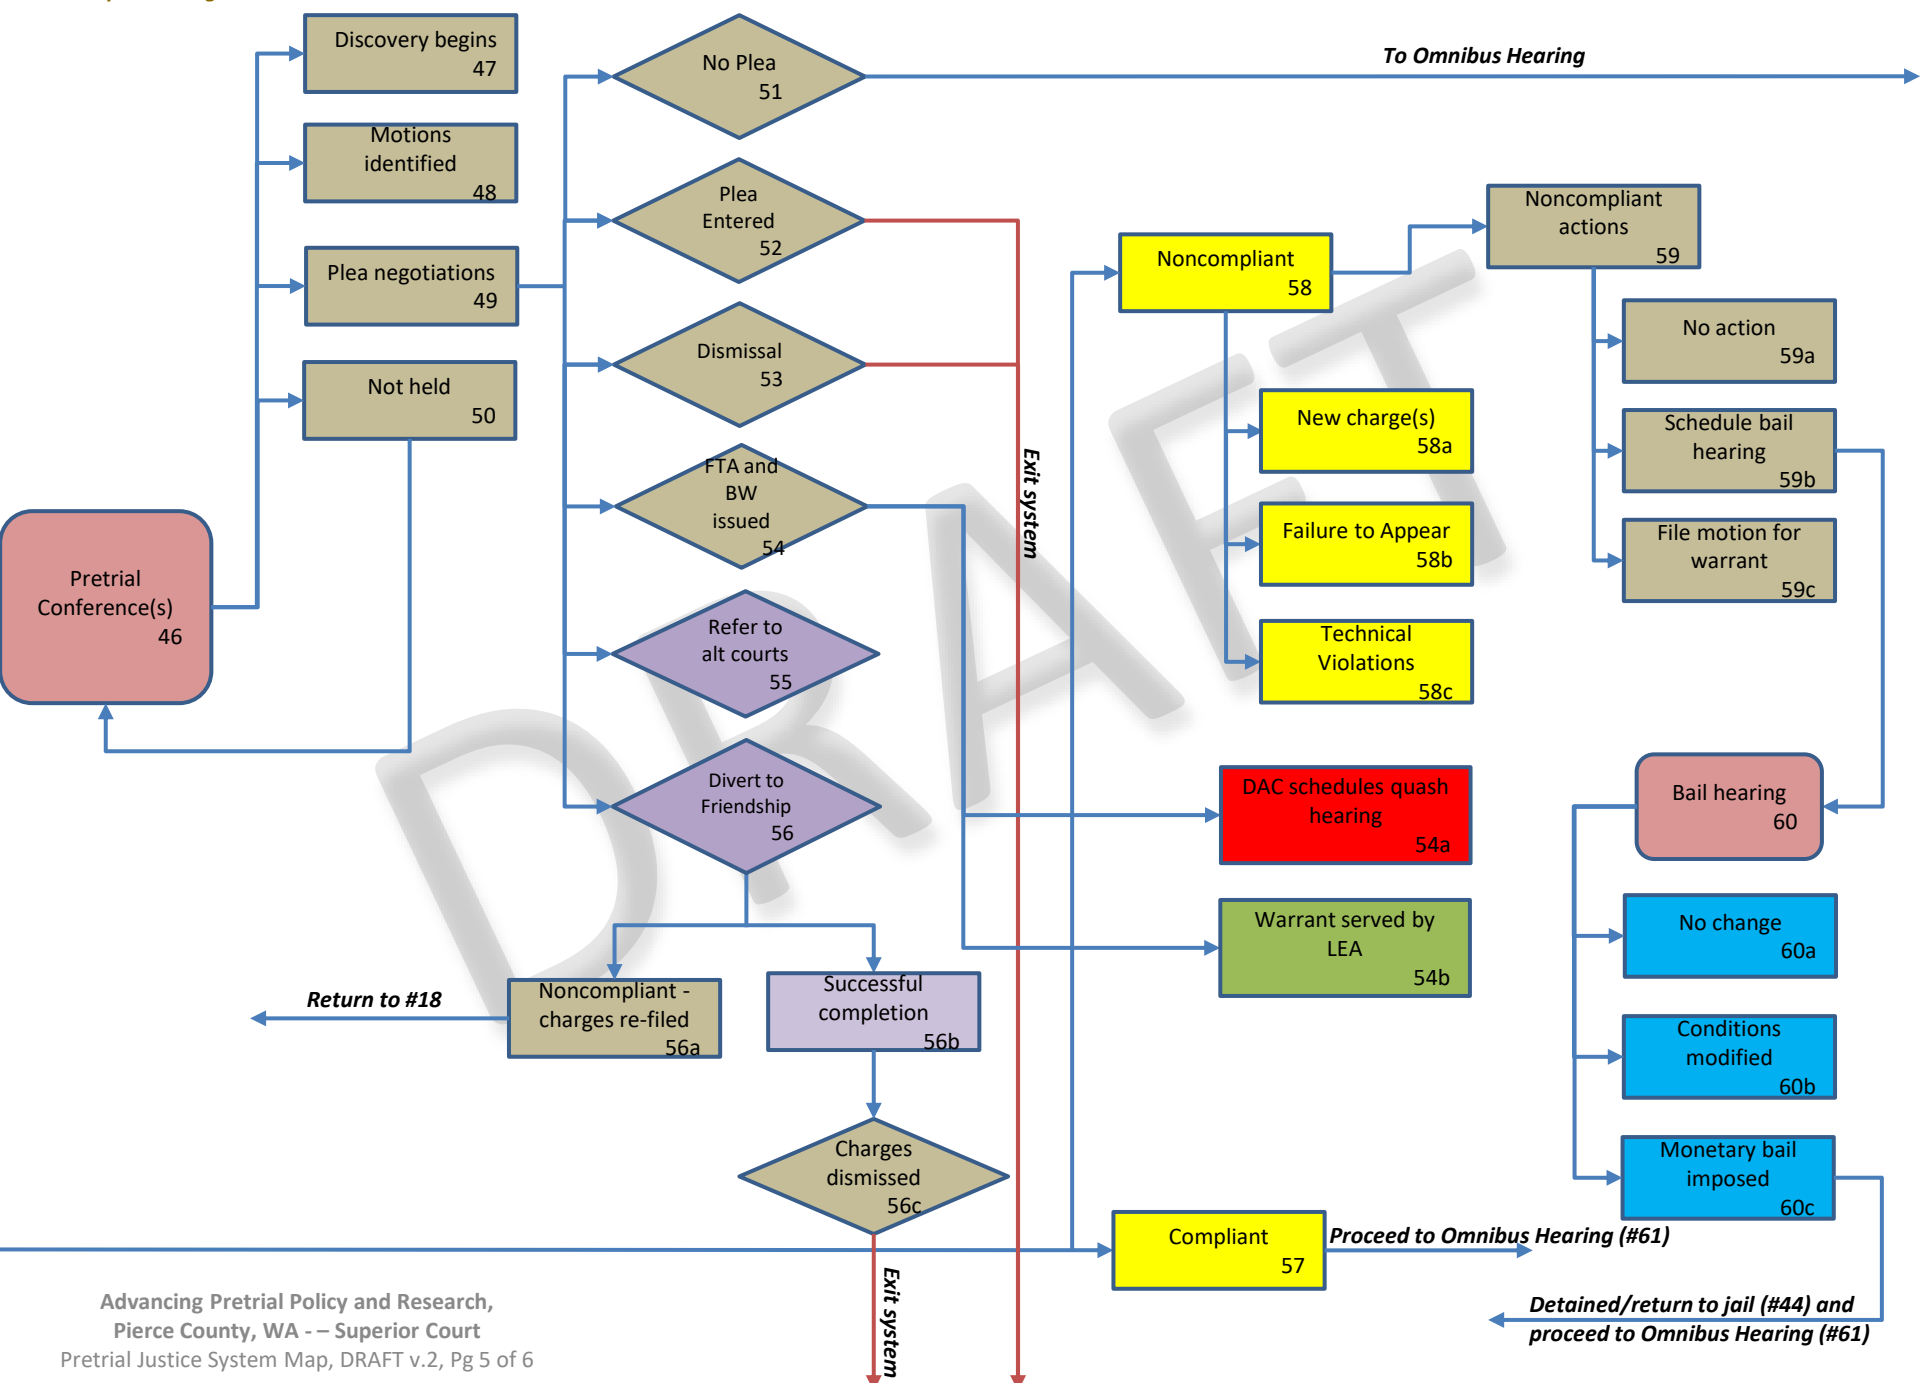 Discovery begins
47
Motions
identified
48
Plea negotiations
49
Not held
50
Pretrial
Conference(s)
46
No Plea
51
To Omnibus Hearing
Plea
Entered
52
Dismissal
53
FTA and
BW
issued
54
Refer to
alt courts
55
Divert to
Friendship
56
Exit system
Return to #18
Noncompliant -
charges re-filed
56a
Successful
completion
56b
Charges
dismissed
56c
Exit system
Noncompliant
58
New charge(s)
58a
Failure to Appear
58b
Technical
Violations
58c
DAC schedules quash
hearing
54a
Warrant served by
LEA
54b
Noncompliant
actions
59
No action
59a
Schedule bail
hearing
59b
File motion for
warrant
59c
Bail hearing
60
No change
60a
Conditions
modified
60b
Monetary bail
imposed
60c
Compliant
57
Proceed to Omnibus Hearing (#61)
Detained/return to jail (#44) and
proceed to Omnibus Hearing (#61)
DRAFT
Advancing Pretrial Policy and Research,
Pierce County, WA - – Superior Court
Pretrial Justice System Map, DRAFT v.2, Pg 5 of 6